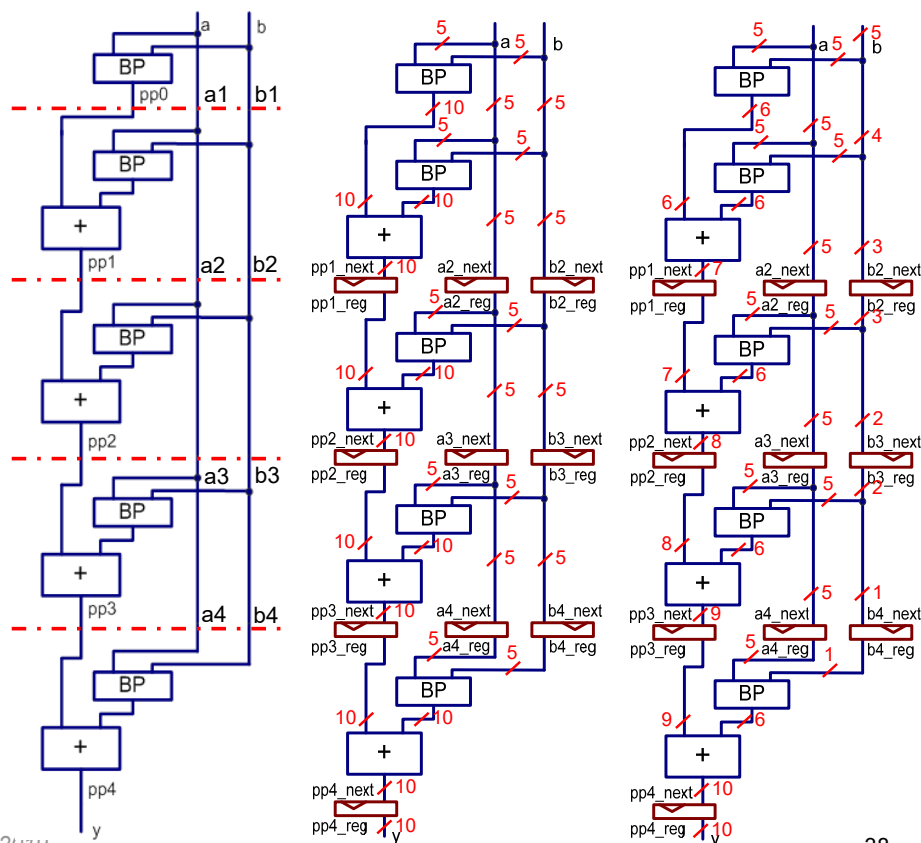 a
b
BP
pp0
a1
b1
BP
+
pp1
a2
b2
BP
+
pp2
a3
b3
BP
+
pp3
a4
b4
BP
+
pp4
y
5
a
5
b
BP
10
5
5
5
5
BP
10
10
5
5
+
pp1_next
10
a2_next
b2_next
pp1_reg
a2_reg
b2_reg
5
5
BP
10
10
5
5
+
pp2_next
10
a3_next
b3_next
pp2_reg
a3_reg
b3_reg
5
5
BP
10
10
5
5
+
pp3_next
10
a4_next
b4_next
pp3_reg
a4_reg
b4_reg
5
5
BP
10
10
+
pp4_next
10
pp4_reg
10
y
5
a
5
5
b
BP
6
5
5
4
5
BP
6
6
+
5
3
pp1_next
7
a2_next
b2_next
pp1_reg
a2_reg
b2_reg
5
5
3
BP
7
6
+
5
2
pp2_next
8
a3_next
b3_next
pp2_reg
a3_reg
b3_reg
5
5
2
BP
8
6
+
5
1
pp3_next
9
a4_next
b4_next
pp3_reg
a4_reg
b4_reg
5
1
BP
9
6
+
pp4_next
10
pp4_reg
10
y